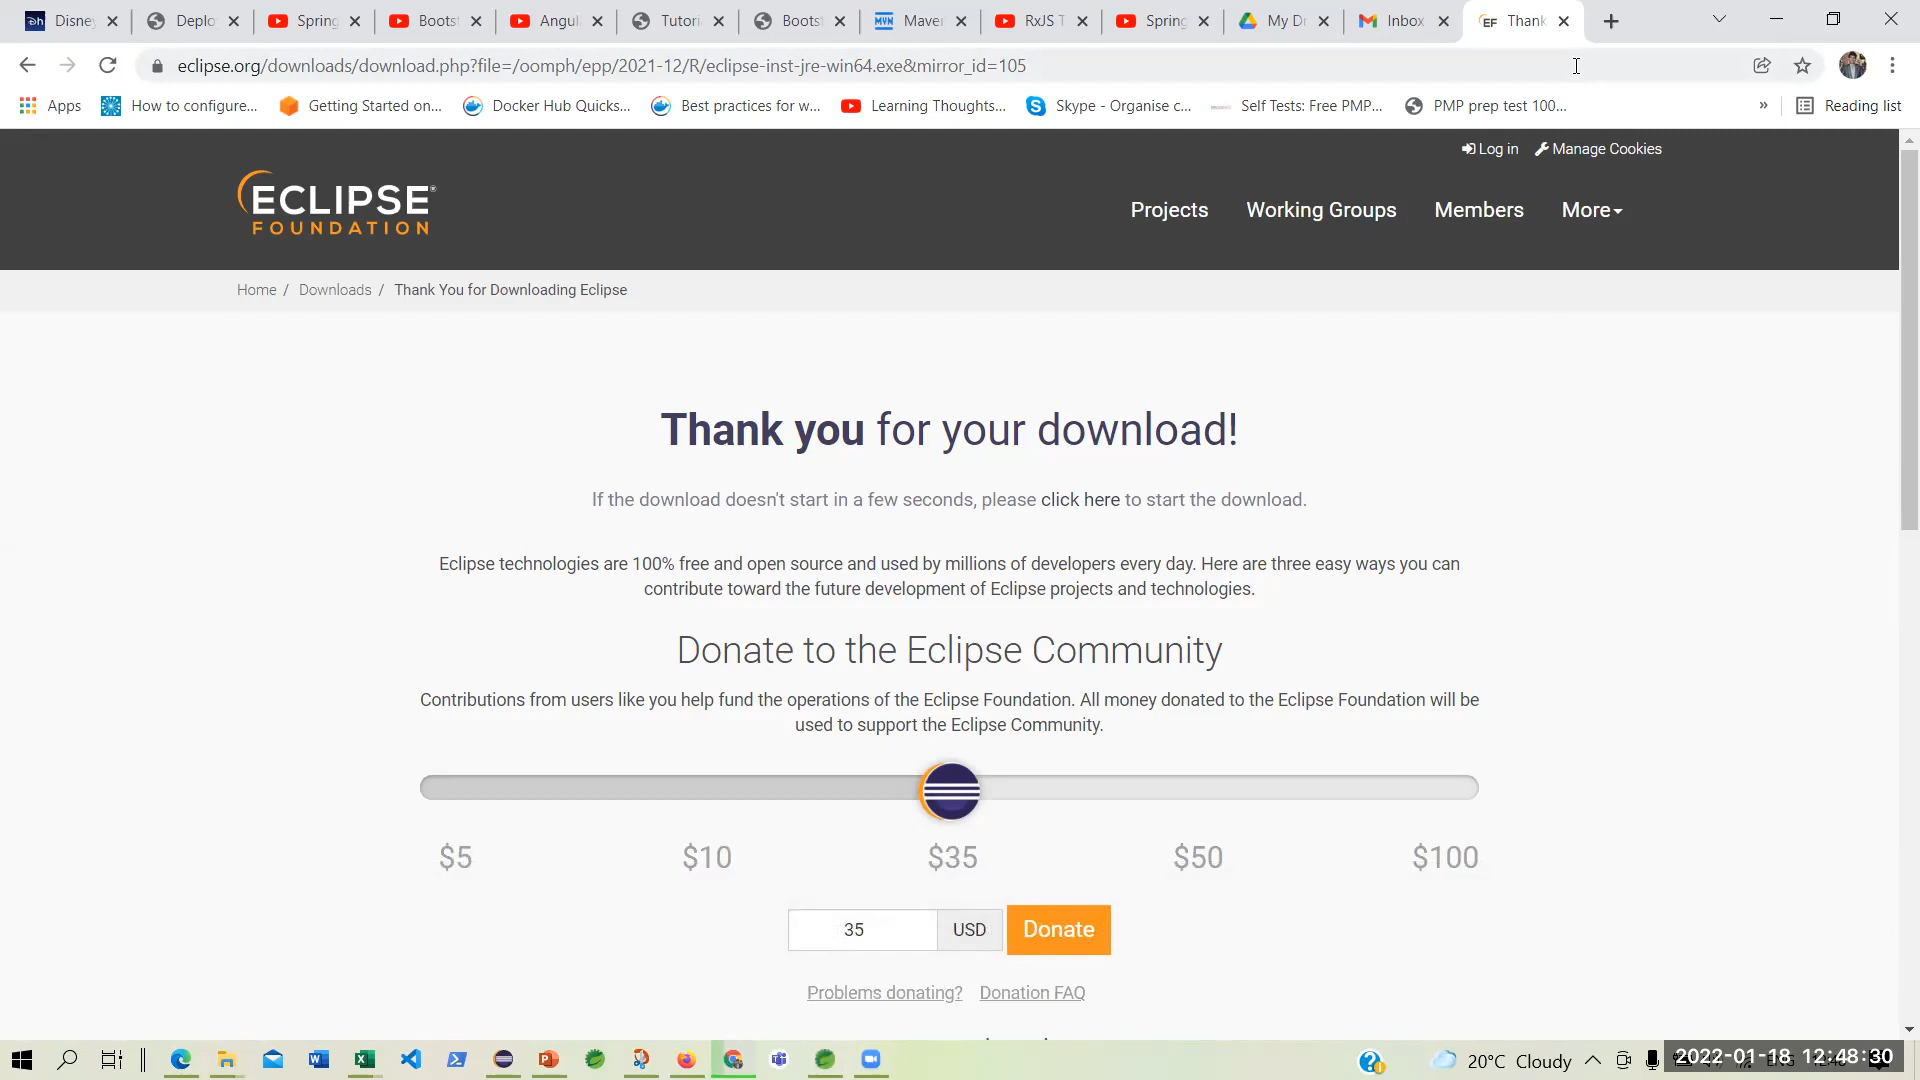 Disney
Deplo
Spring
Bootst
Angul
Tutori
Bootst
MVN Maver
RxJS T
Spring
My Dr
Inbox
EF Thank
eclipse.org/downloads/download.php?file=/oomph/epp/2021-12/R/eclipse-inst-jre-win64.exe&mirror_id=105
Apps
How to configure...
Getting Started on...
Docker Hub Quicks...
Best practices for w...
Learning Thoughts...
Skype - Organise c...
Self Tests: Free PMP...
PMP prep test 100...
»
Reading list
Log in Manage Cookies
ECLIPSE®
FOUNDATION
Projects Working Groups Members More
Home / Downloads / Thank You for Downloading Eclipse
Thank you for your download!
If the download doesn't start in a few seconds, please click here to start the download.
Eclipse technologies are 100% free and open source and used by millions of developers every day. Here are three easy ways you can
contribute toward the future development of Eclipse projects and technologies.
Donate to the Eclipse Community
Contributions from users like you help fund the operations of the Eclipse Foundation. All money donated to the Eclipse Foundation will be
used to support the Eclipse Community.
$5 $10 $35 $50 $100
35 USD Donate
Problems donating? Donation FAQ
20°C Cloudy
2022-01-18 12:48:30